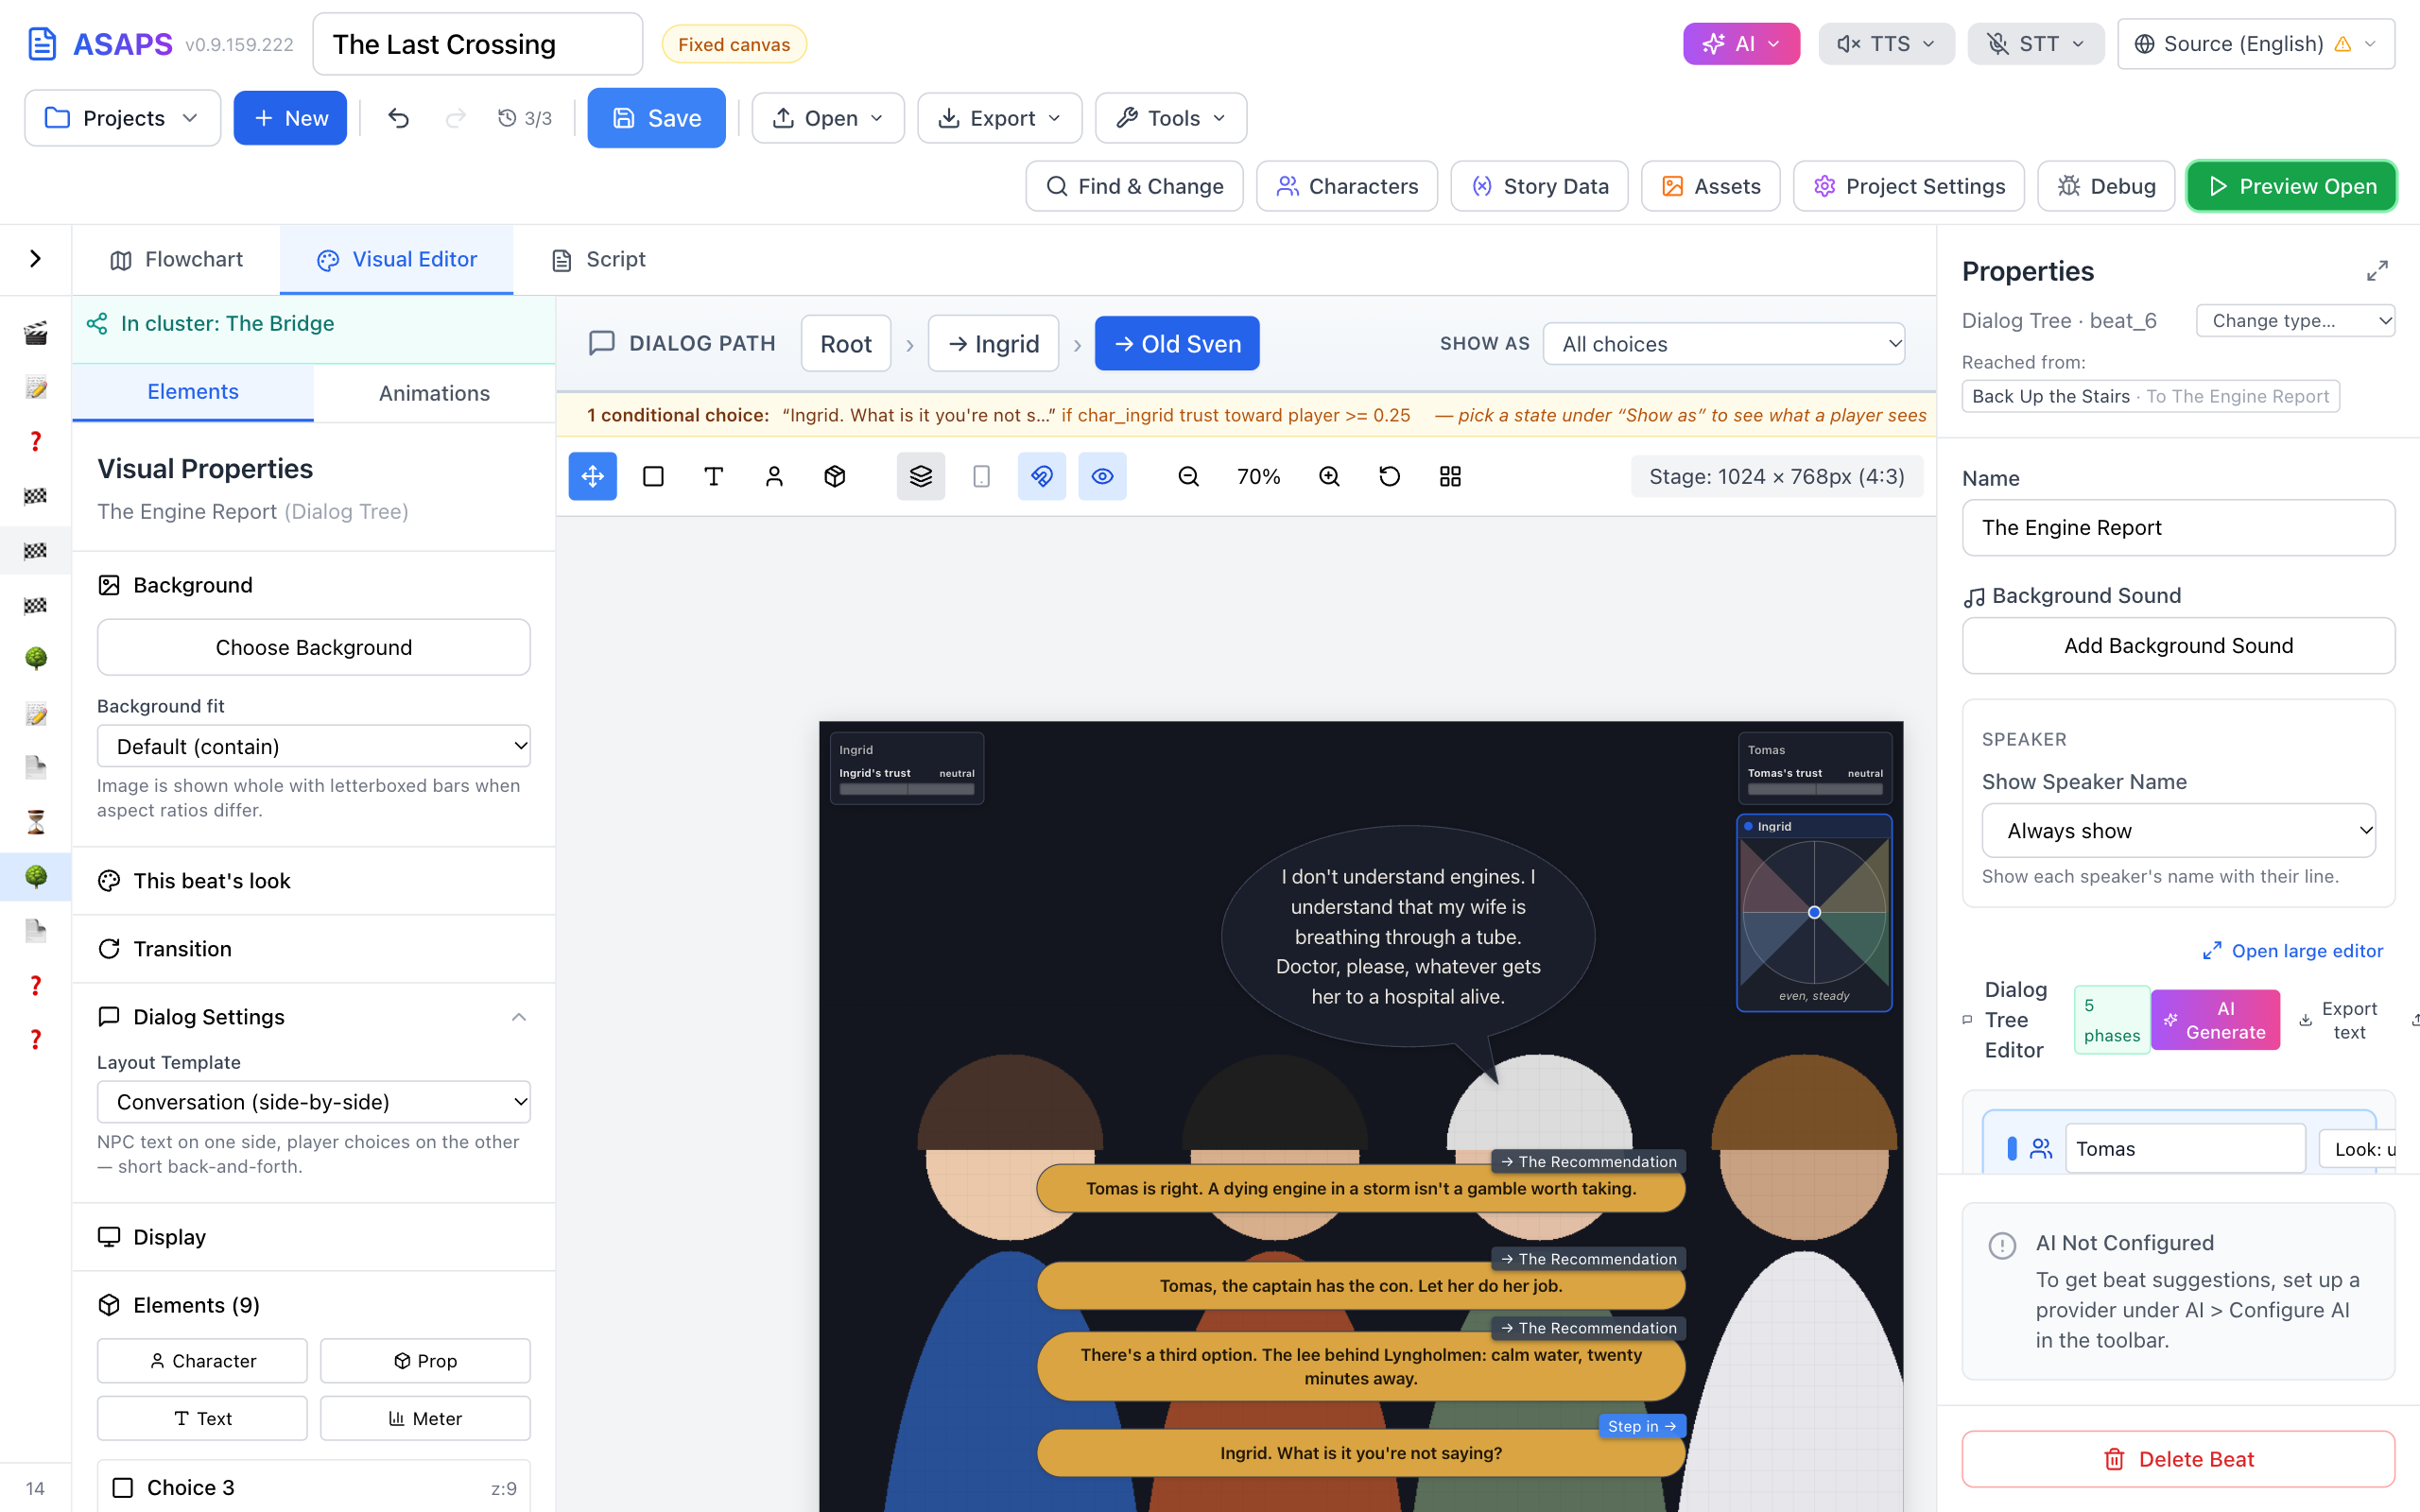 ASAPS v0.9.159.222 The Last Crossing Fixed canvas
AI TTS STT Source (English)
Projects New 3/3 Save Open Export Tools
Find & Change Characters Story Data Assets Project Settings Debug Preview Open
Flowchart Visual Editor Script
In cluster: The Bridge
Elements Animations
Visual Properties
The Engine Report (Dialog Tree)
Background
Choose Background
Background fit
Default (contain)
Image is shown whole with letterboxed bars when
aspect ratios differ.
This beat's look
Transition
Dialog Settings
Layout Template
Conversation (side-by-side)
NPC text on one side, player choices on the other
— short back-and-forth.
Display
Elements (9)
Character Prop
Text Meter
Choice 3 z:9
14
DIALOG PATH Root › → Ingrid › → Old Sven SHOW AS All choices
1 conditional choice: “Ingrid. What is it you're not s...” if char_ingrid trust toward player >= 0.25 — pick a state under “Show as” to see what a player sees
70% Stage: 1024 × 768px (4:3)
Ingrid
Ingrid's trust neutral
Tomas
Tomas's trust neutral
Ingrid
even, steady
I don't understand engines. I
understand that my wife is
breathing through a tube.
Doctor, please, whatever gets
her to a hospital alive.
→ The Recommendation
Tomas is right. A dying engine in a storm isn't a gamble worth taking.
→ The Recommendation
Tomas, the captain has the con. Let her do her job.
→ The Recommendation
There's a third option. The lee behind Lyngholmen: calm water, twenty
minutes away.
Step in →
Ingrid. What is it you're not saying?
Properties
Dialog Tree · beat_6 Change type...
Reached from:
Back Up the Stairs · To The Engine Report
Name
The Engine Report
Background Sound
Add Background Sound
SPEAKER
Show Speaker Name
Always show
Show each speaker's name with their line.
Open large editor
Dialog
Tree
Editor
5
phases
AI
Generate
Export
text
Tomas Look: u
AI Not Configured
To get beat suggestions, set up a
provider under AI > Configure AI
in the toolbar.
Delete Beat